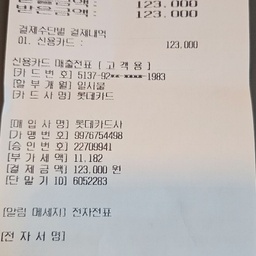 123.000
받은금액: 123.000
결제수단별 결제내역
01. 신용카드 : 123.000
신용카드 매출전표 [ 고객용 ]
[카 드 번 호] 5137-92**-****-1983
[할 부 개 월] 일시불
[카 드 사 명] 롯데카드
[매 입 사 명] 롯데카드사
[가 맹 번 호] 9976754498
[승 인 번 호] 22709941
[부 가 세 액] 11.182
[결 제 금 액] 123.000 원
[단 말 기 ID] 6052283
[알림 메세지] 전자전표
[전 자 서 명]